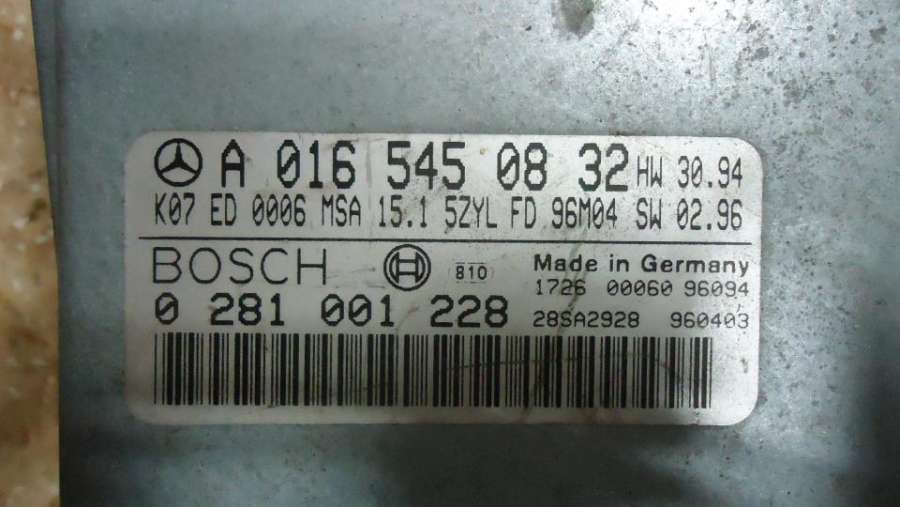 A 016 545 08 32 HW 30.94
K07 ED 0006 MSA 15.1 5ZYL FD 96M04 SW 02.96
BOSCH 810 Made in Germany
1726 00060 96094
0 281 001 228 28SA2928 960403